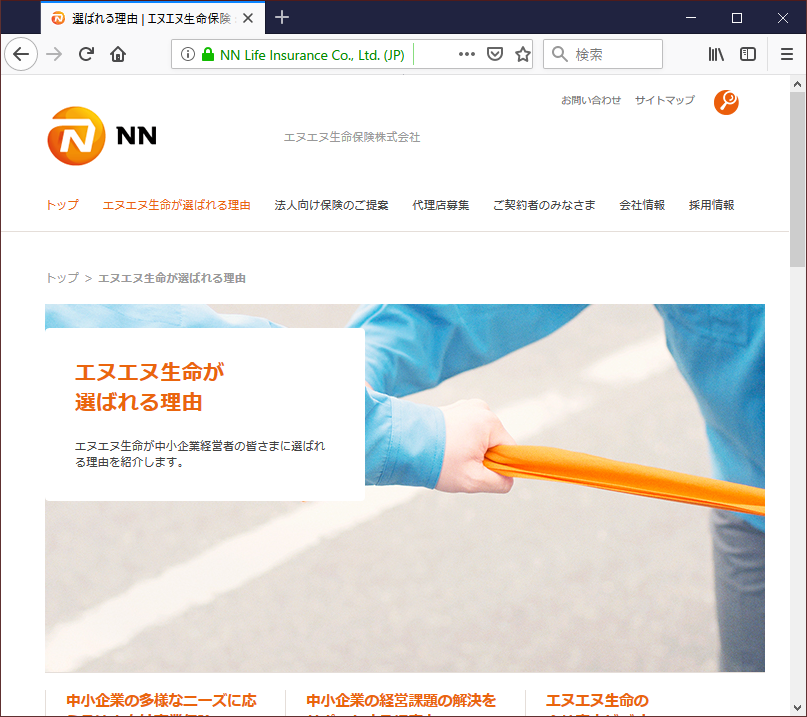 選ばれる理由 | エヌエヌ生命保険
NN Life Insurance Co., Ltd. (JP)
検索
お問い合わせ サイトマップ
NN
エヌエヌ生命保険株式会社
トップ エヌエヌ生命が選ばれる理由 法人向け保険のご提案 代理店募集 ご契約者のみなさま 会社情報 採用情報
トップ > エヌエヌ生命が選ばれる理由
エヌエヌ生命が
選ばれる理由
エヌエヌ生命が中小企業経営者の皆さまに選ばれ
る理由を紹介します。
中小企業の多様なニーズに応 中小企業の経営課題の解決を エヌエヌ生命の